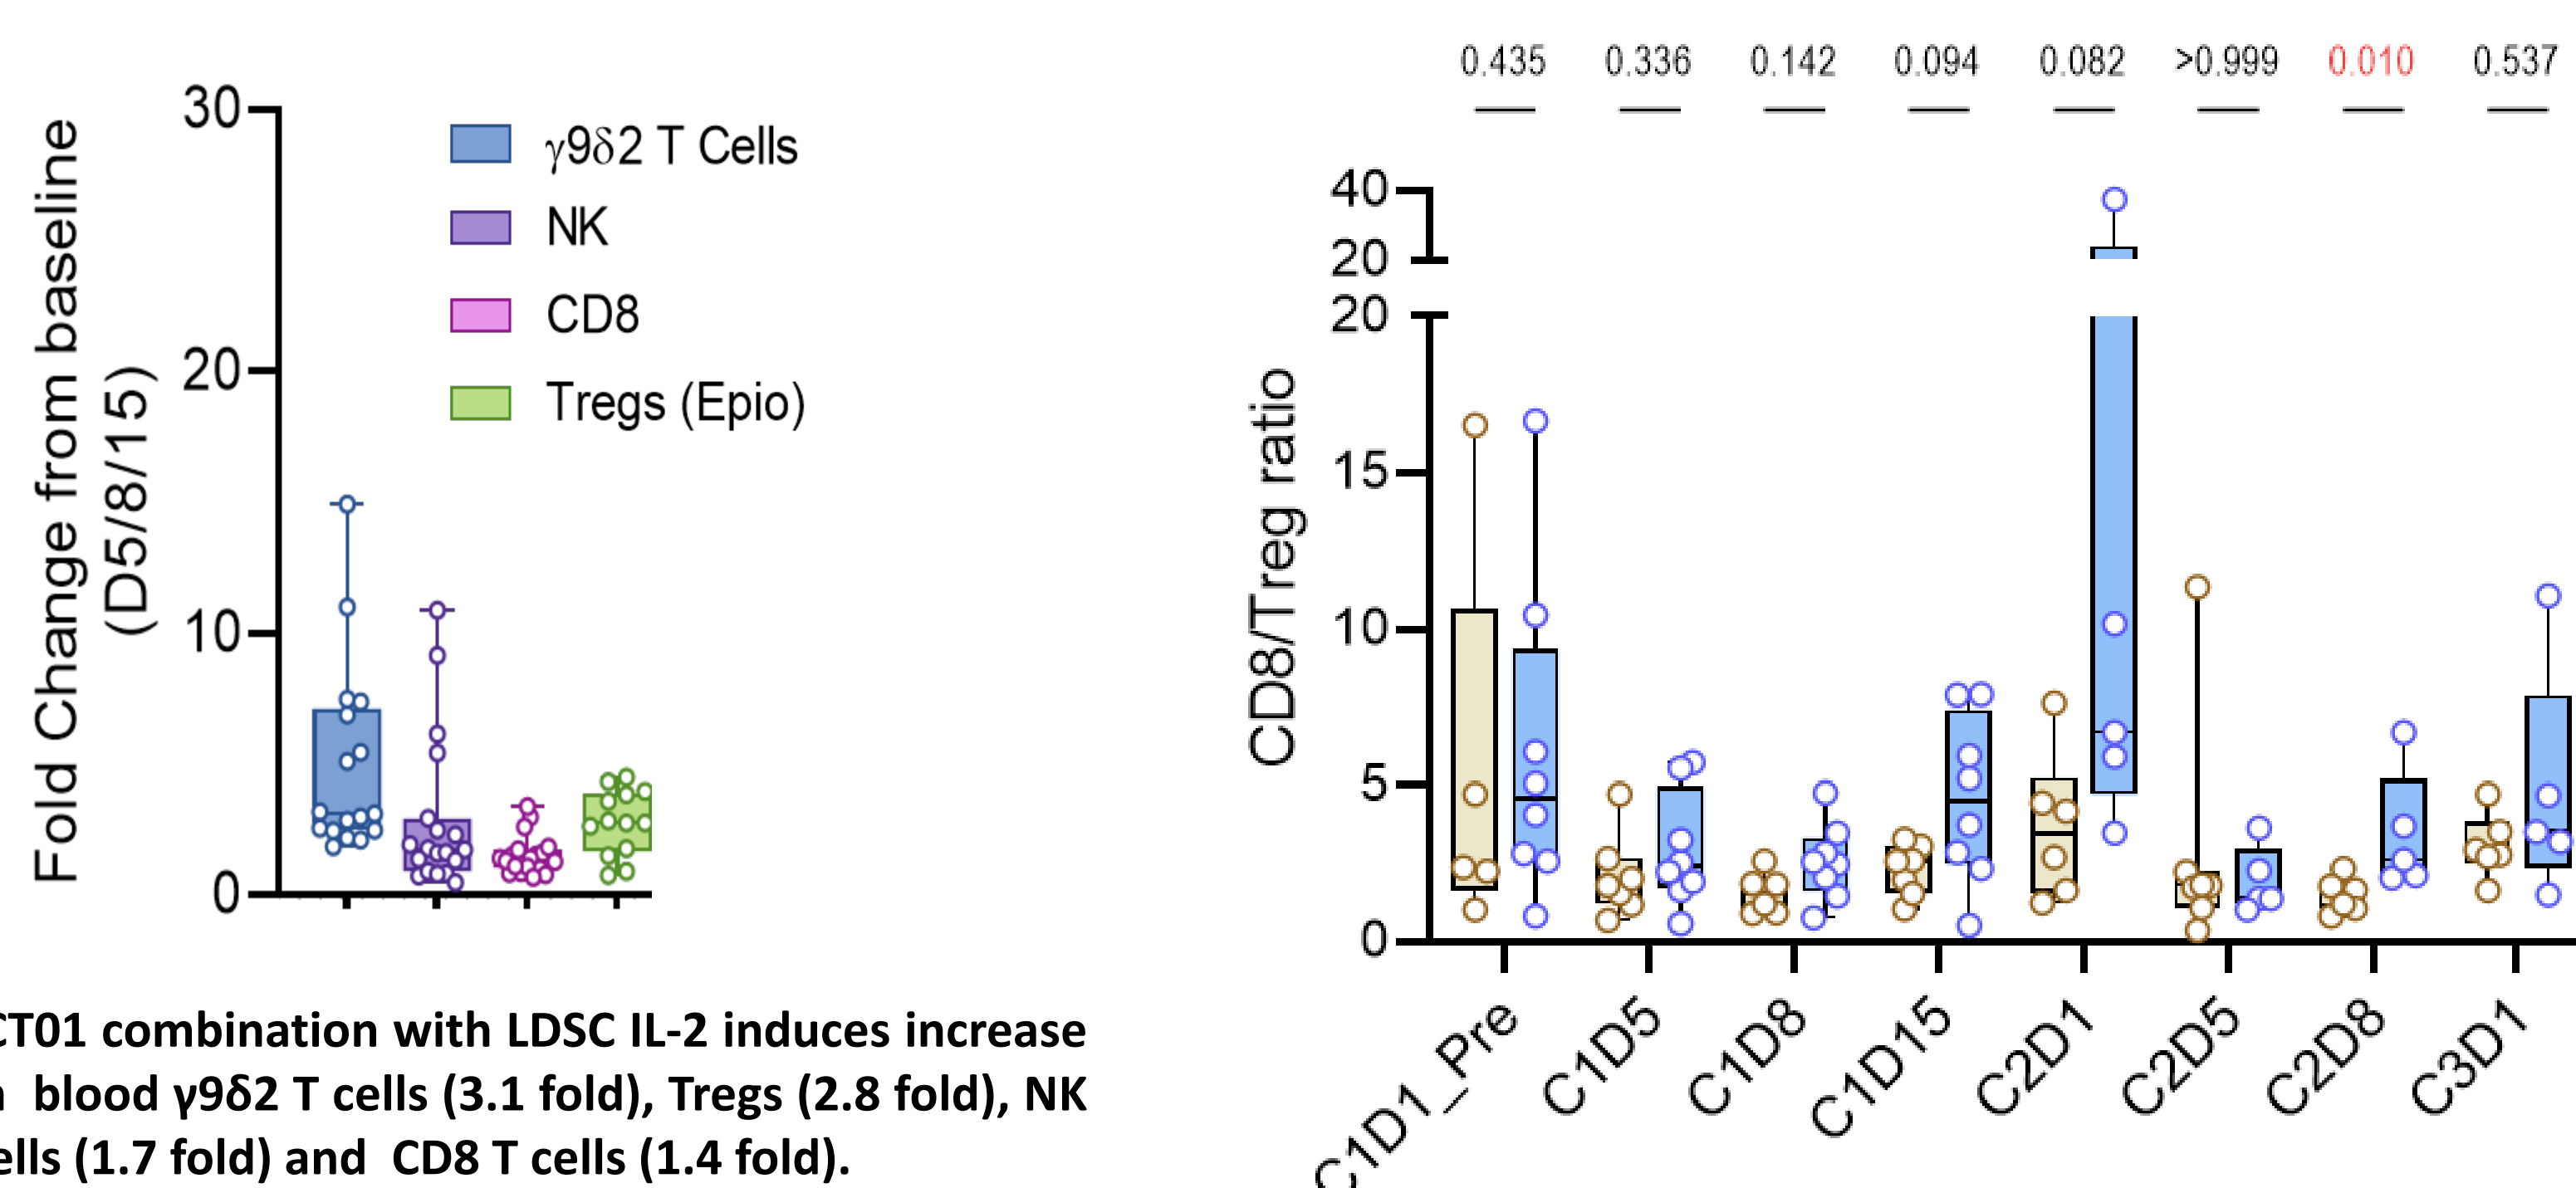 Fold Change from baseline
(D5/8/15)
30
20
10
0
γ9δ2 T Cells
NK
CD8
Tregs (Epio)
CT01 combination with LDSC IL-2 induces increase
blood γ9δ2 T cells (3.1 fold), Tregs (2.8 fold), NK
ells (1.7 fold) and CD8 T cells (1.4 fold).
0.435 0.336 0.142 0.094 0.082 >0.999 0.010 0.537
CD8/Treg ratio
40
20
20
15
10
5
0
C1D1_Pre C1D5 C1D8 C1D15 C2D1 C2D5 C2D8 C3D1